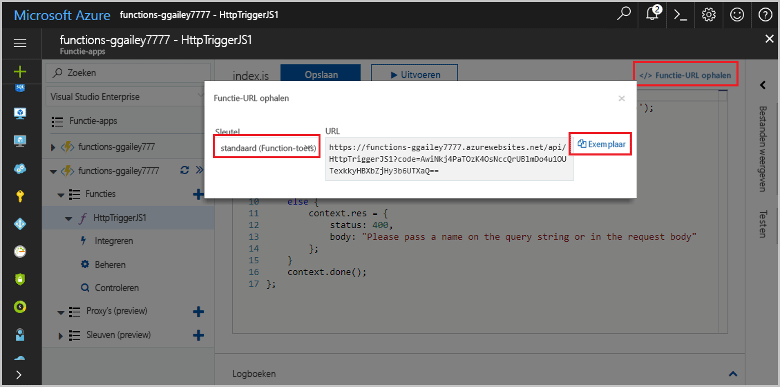 Microsoft Azure functions-ggailey7777 - HttpTriggerJS1
2
functions-ggailey7777 - HttpTriggerJS1
Functie-apps
Zoeken
Visual Studio Enterprise
Functie-apps
functions-ggailey777
functions-ggailey7777
Functies
HttpTriggerJS1
Integreren
Beheren
Controleren
Proxy's (preview)
Sleuven (preview)
index.js
Opslaan
Uitvoeren
</> Functie-URL ophalen
Functie-URL ophalen
Sleutel
standaard (Function-toets)
URL
https://functions-ggailey7777.azurewebsites.net/api/
HttpTriggerJS1?code=AwiNkj4PaTOzK4OsNccQrUBlmDo4u1OU
TexkkyHBXbZjHy3b6UTXaQ==
Exemplaar
');
10 else {
11 context.res = {
12 status: 400,
13 body: "Please pass a name on the query string or in the request body"
14 };
15 }
16 context.done();
17 };
Logboeken
Bestanden weergeven
Testen